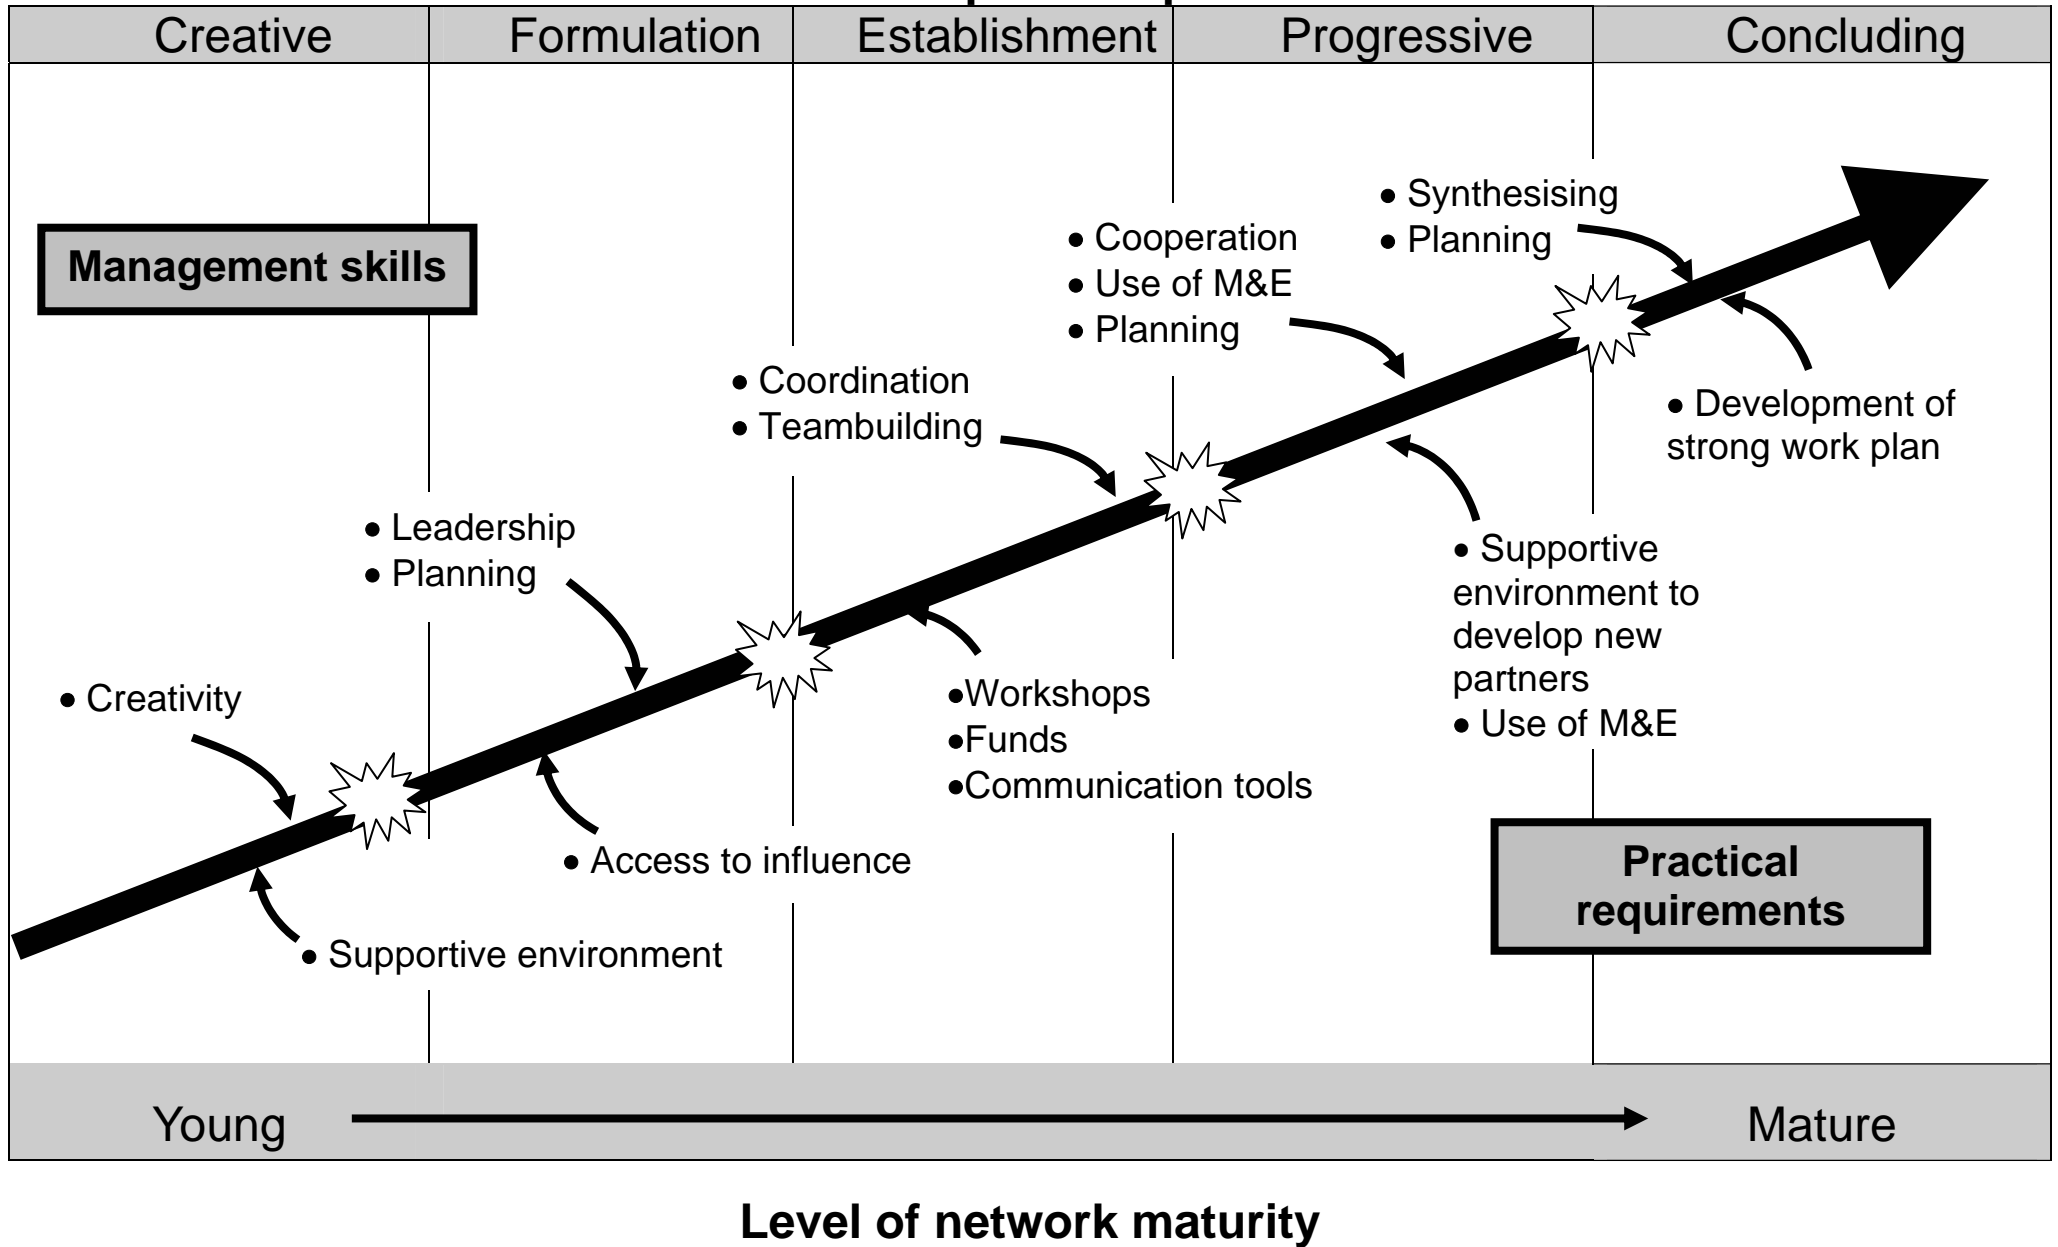 Creative
Formulation
Establishment
Progressive
Concluding
Management skills
• Synthesising
• Planning
• Cooperation
• Use of M&E
• Planning
• Coordination
• Teambuilding
• Leadership
• Planning
• Creativity
• Development of
strong work plan
• Supportive
environment to
develop new
partners
• Use of M&E
•Workshops
•Funds
•Communication tools
• Access to influence
• Supportive environment
Practical
requirements
Young
Mature
Level of network maturity